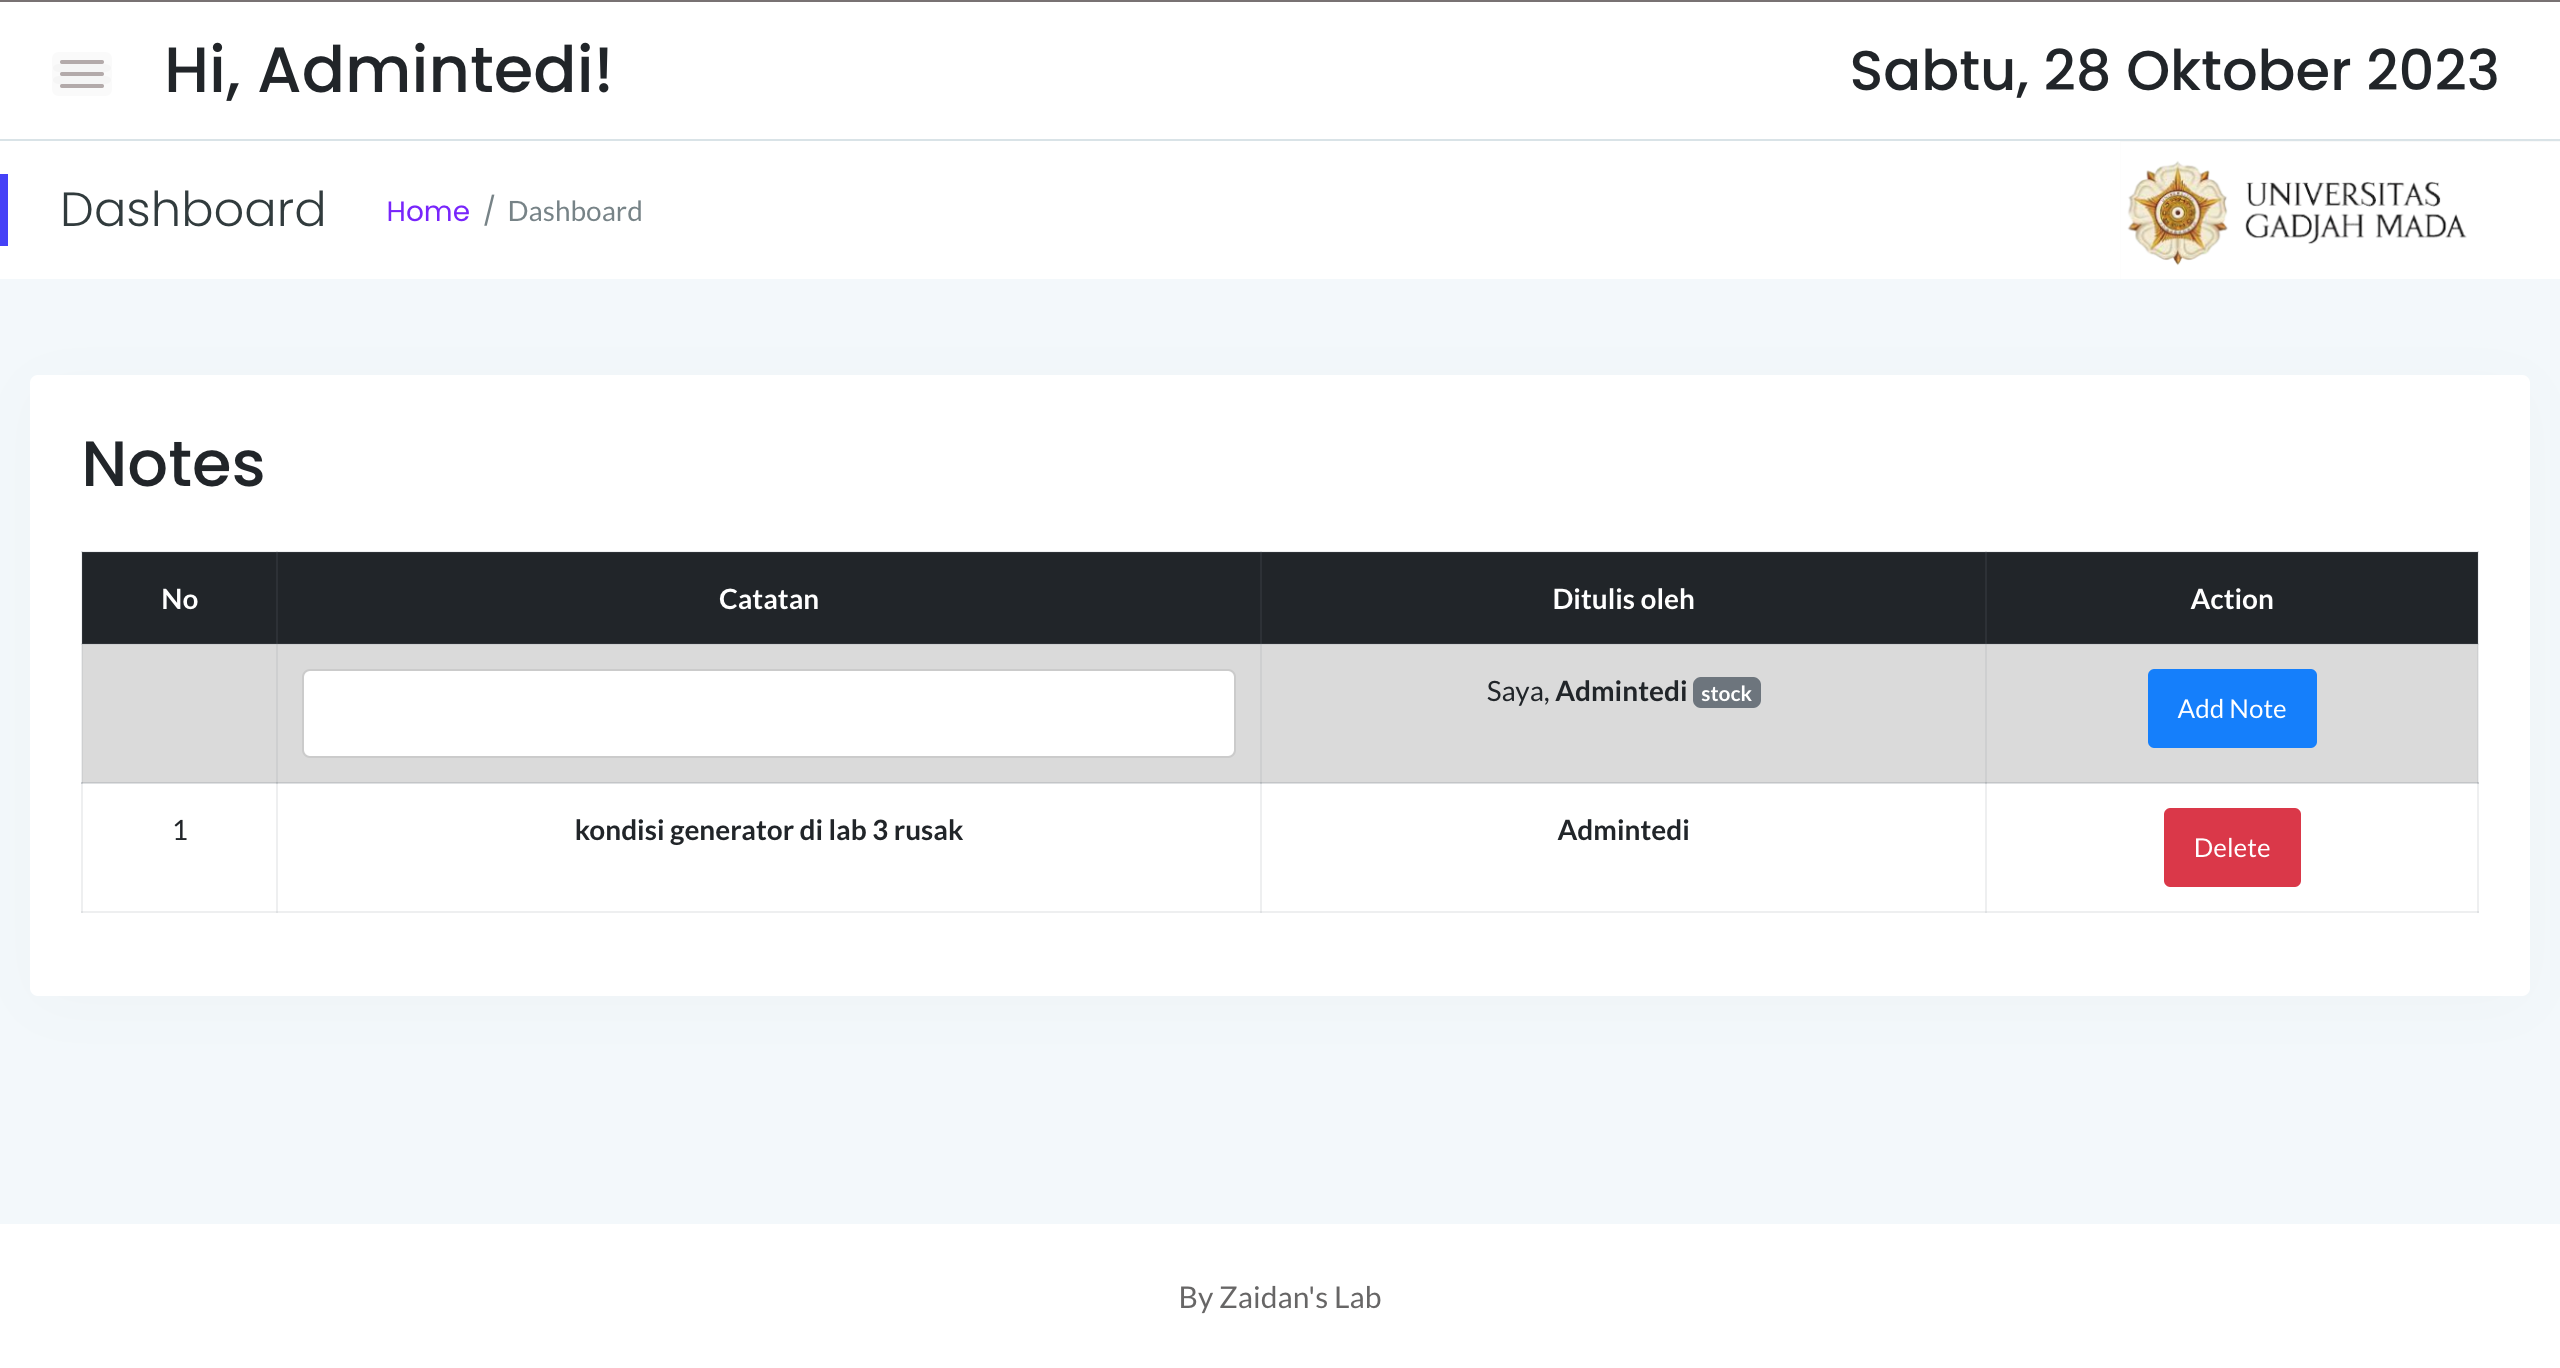 Hi, Admintedi!
Sabtu, 28 Oktober 2023
Dashboard
Home / Dashboard
UNIVERSITAS
GADJAH MADA
Notes
No Catatan Ditulis oleh Action
Saya, Admintedi stock Add Note
1 kondisi generator di lab 3 rusak Admintedi Delete
By Zaidan's Lab